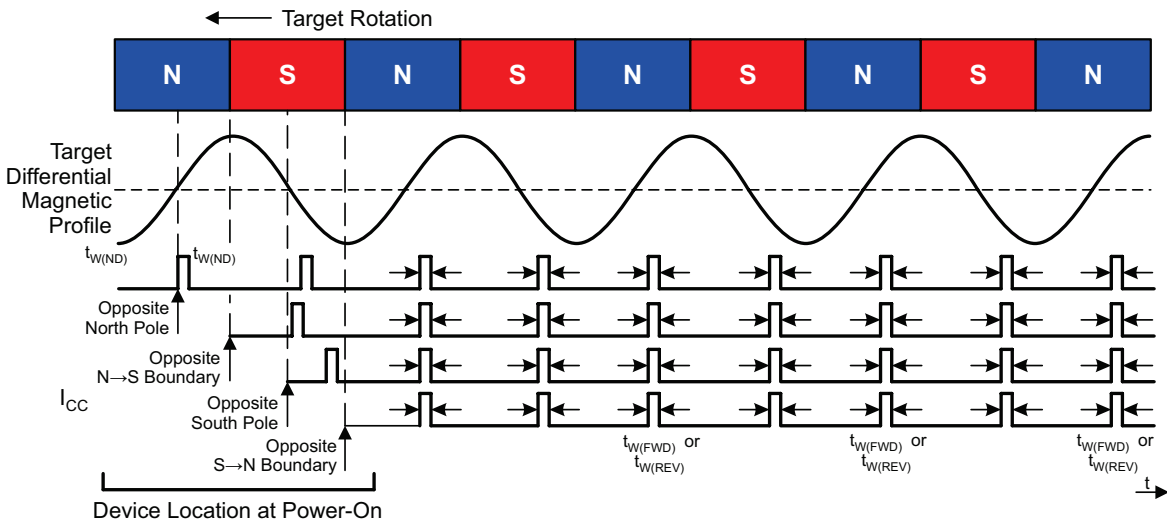 Target Rotation
N S N S N S N S N
Target
Differential
Magnetic
Profile
tW(ND) tW(ND)
Opposite
North Pole
Opposite
N→S Boundary
ICC
Opposite
South Pole
Opposite
S→N Boundary
tW(FWD) or
tW(REV)
tW(FWD) or
tW(REV)
tW(FWD) or
tW(REV)
t
Device Location at Power-On